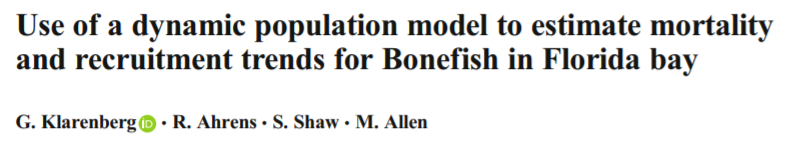 Use of a dynamic population model to estimate mortality
and recruitment trends for Bonefish in Florida bay
G. Klarenberg iD · R. Ahrens · S. Shaw · M. Allen